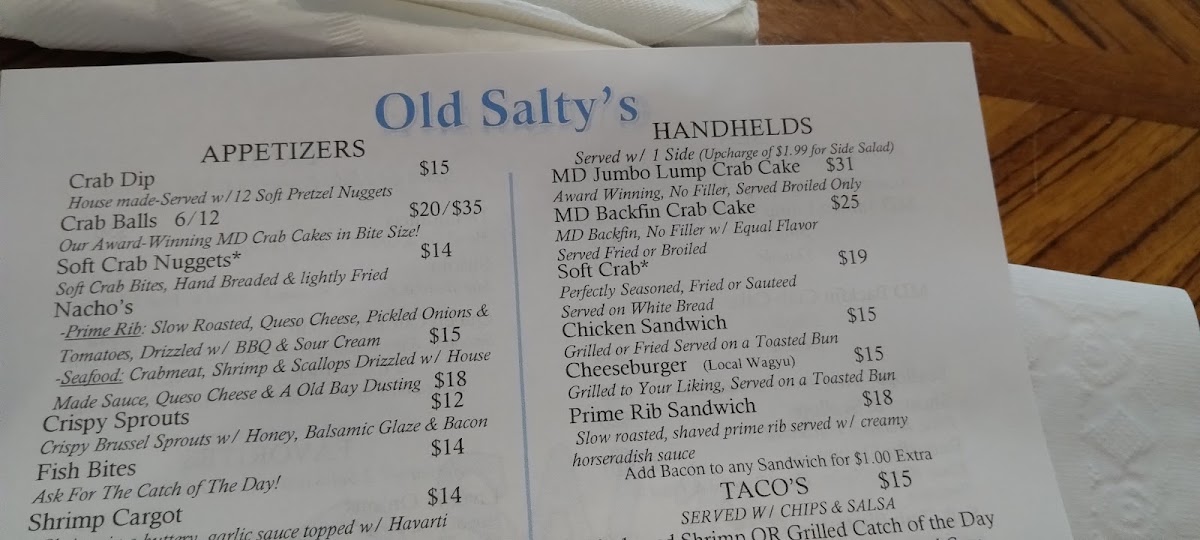 Old Salty's
APPETIZERS
Crab Dip $15
House made-Served w/12 Soft Pretzel Nuggets
Crab Balls 6/12 $20/$35
Our Award-Winning MD Crab Cakes in Bite Size!
Soft Crab Nuggets* $14
Soft Crab Bites, Hand Breaded & lightly Fried
Nacho's
-Prime Rib: Slow Roasted, Queso Cheese, Pickled Onions &
Tomatoes, Drizzled w/ BBQ & Sour Cream $15
-Seafood: Crabmeat, Shrimp & Scallops Drizzled w/ House
Made Sauce, Queso Cheese & A Old Bay Dusting $18
Crispy Sprouts $12
Crispy Brussel Sprouts w/ Honey, Balsamic Glaze & Bacon
Fish Bites $14
Ask For The Catch of The Day!
Shrimp Cargot $14
buttery, garlic sauce topped w/ Havarti
HANDHELDS
Served w/ 1 Side (Upcharge of $1.99 for Side Salad)
MD Jumbo Lump Crab Cake $31
Award Winning, No Filler, Served Broiled Only
MD Backfin Crab Cake $25
MD Backfin, No Filler w/ Equal Flavor
Served Fried or Broiled
Soft Crab* $19
Perfectly Seasoned, Fried or Sauteed
Served on White Bread
Chicken Sandwich $15
Grilled or Fried Served on a Toasted Bun
Cheeseburger (Local Wagyu) $15
Grilled to Your Liking, Served on a Toasted Bun
Prime Rib Sandwich $18
Slow roasted, shaved prime rib served w/ creamy
horseradish sauce
Add Bacon to any Sandwich for $1.00 Extra
TACO'S $15
SERVED W/ CHIPS & SALSA
Shrimp OR Grilled Catch of the Day